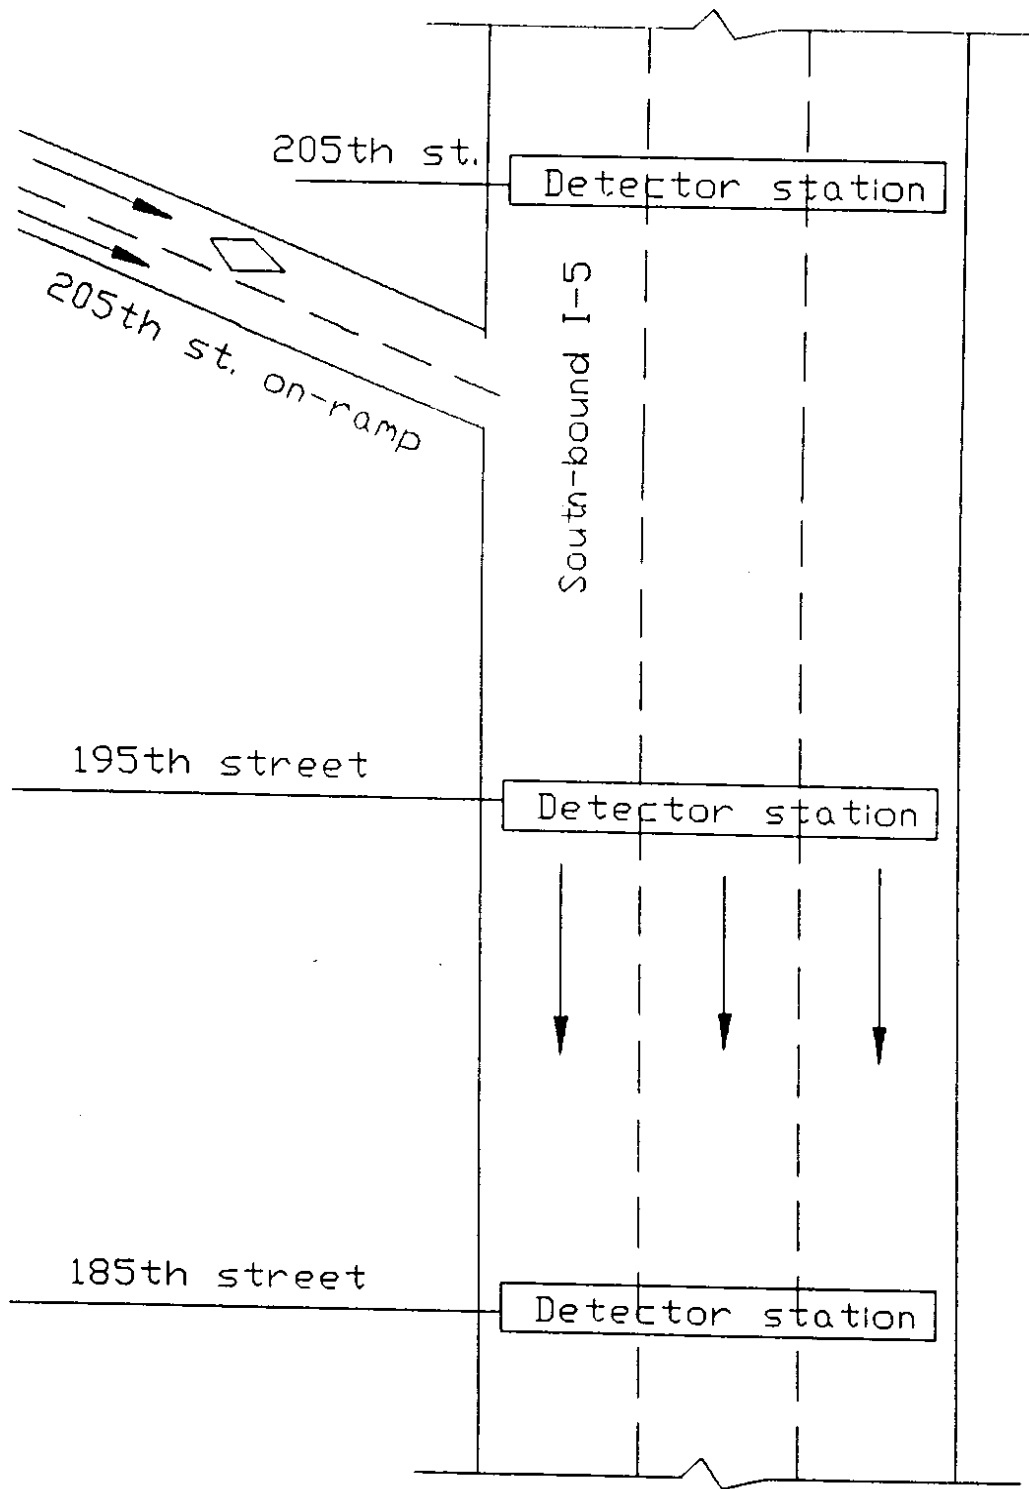 205th st.
Detector station
205th st. on-ramp
South-bound I-5
195th street
Detector station
185th street
Detector station